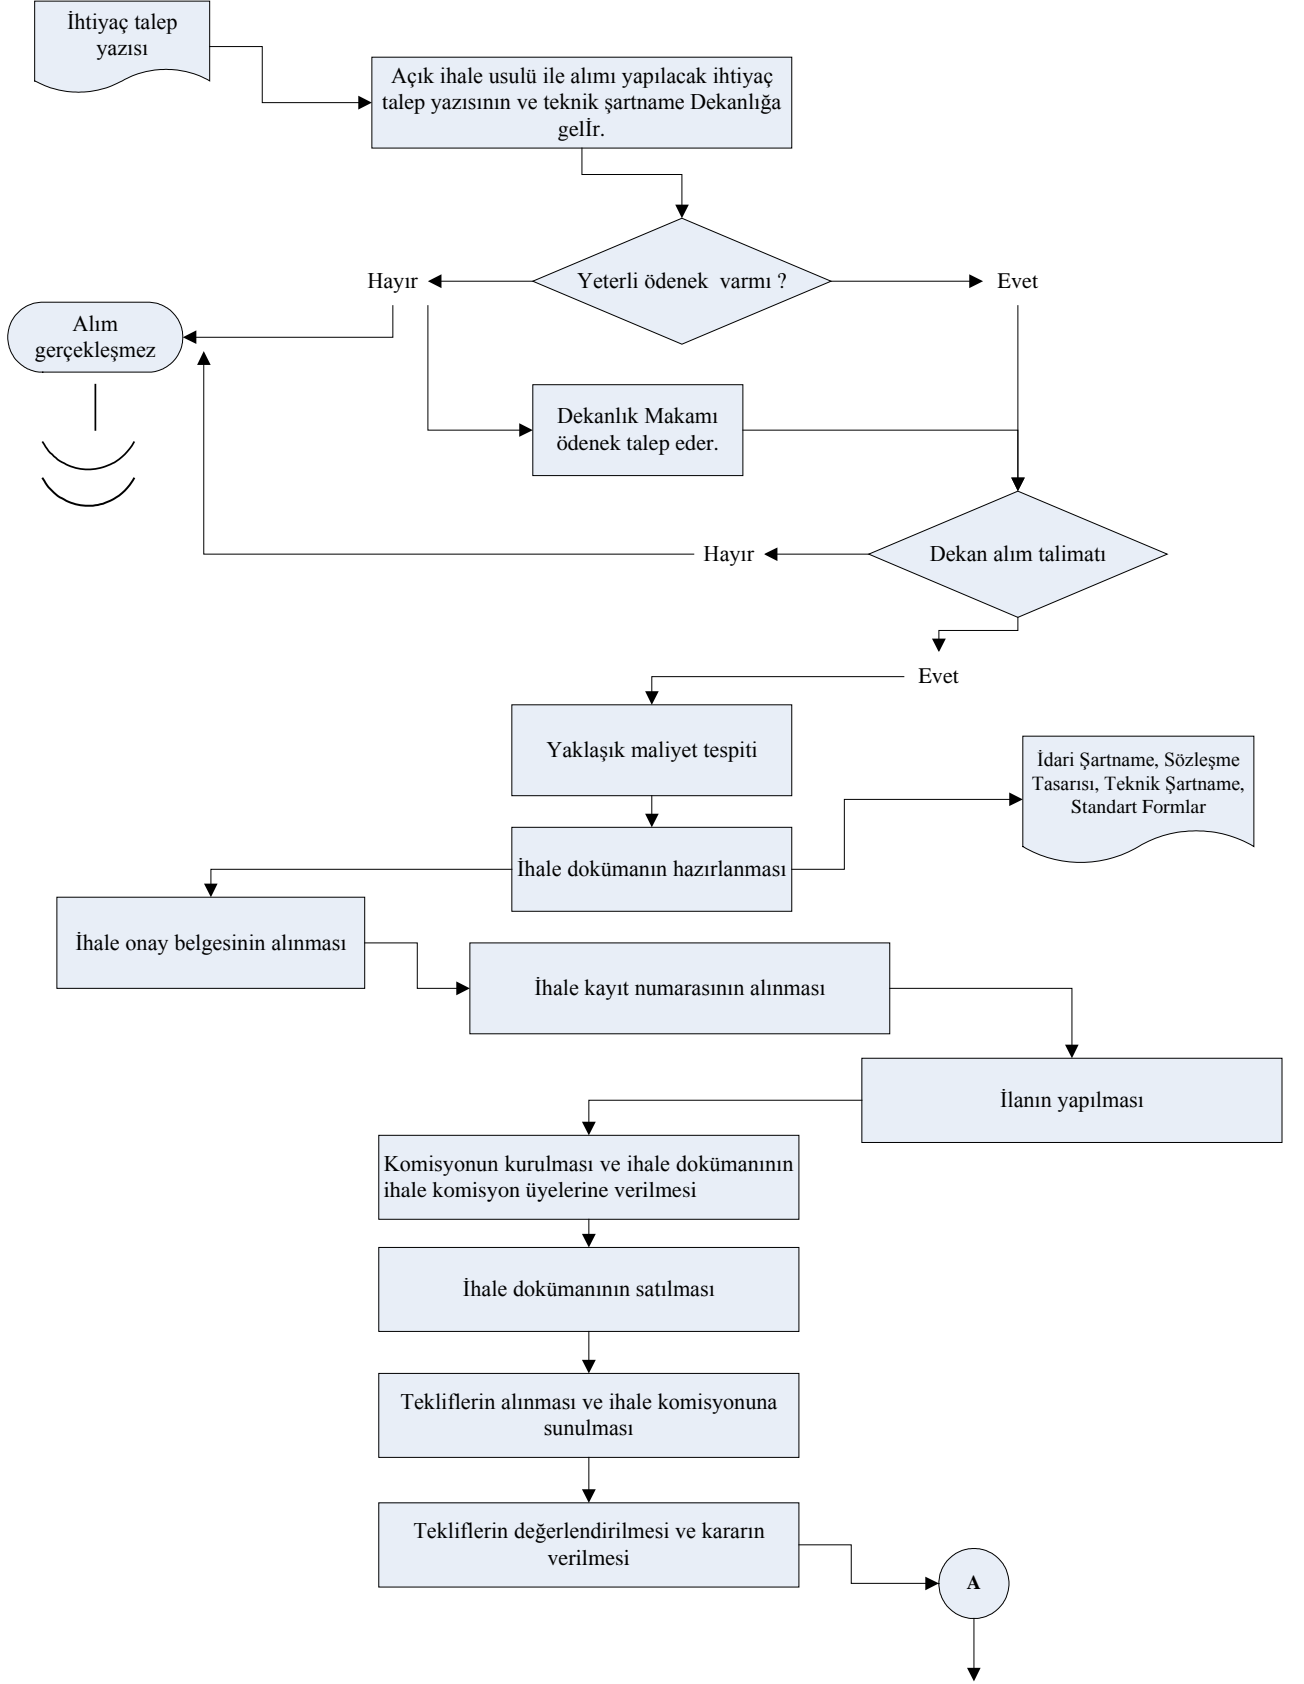 İhtiyaç talep
yazısı
Açık ihale usulü ile alımı yapılacak ihtiyaç
talep yazısının ve teknik şartname Dekanlığa
gelİr.
Hayır
Yeterli ödenek  varmı ?
Evet
Alım
gerçekleşmez
Dekanlık Makamı
ödenek talep eder.
Hayır
Dekan alım talimatı
Evet
Yaklaşık maliyet tespiti
İdari Şartname, Sözleşme
Tasarısı, Teknik Şartname,
Standart Formlar
İhale dokümanın hazırlanması
İhale onay belgesinin alınması
İhale kayıt numarasının alınması
İlanın yapılması
Komisyonun kurulması ve ihale dokümanının
ihale komisyon üyelerine verilmesi
İhale dokümanının satılması
Tekliflerin alınması ve ihale komisyonuna
sunulması
Tekliflerin değerlendirilmesi ve kararın
verilmesi
A